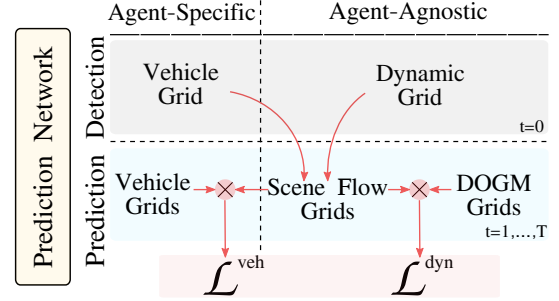 Agent-Specific Agent-Agnostic
Prediction Network
Detection
Vehicle
Grid
Dynamic
Grid
t=0
Prediction
Vehicle
Grids
×
Scene Flow
Grids
×
DOGM
Grids
t=1,...,T
ℒ^veh
ℒ^dyn